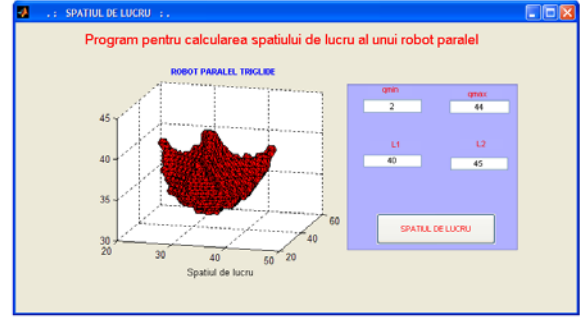 .: SPATIUL DE LUCRU :.
Program pentru calcularea spatiului de lucru al unui robot paralel
ROBOT PARALEL TRIGLIDE
45
40
35
30
20
30
40
50
20
40
60
Spatiul de lucru
qmin qmax
2 44
L1 L2
40 45
SPATIUL DE LUCRU